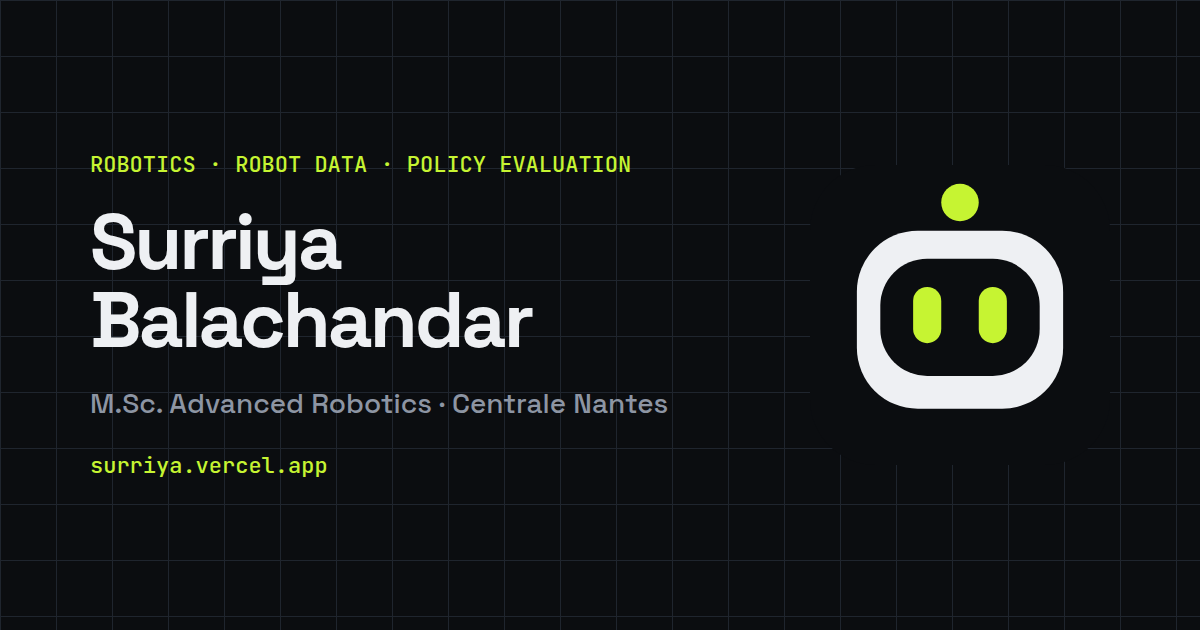 ROBOTICS · ROBOT DATA · POLICY EVALUATION
Surriya
Balachandar
M.Sc. Advanced Robotics · Centrale Nantes
surriya.vercel.app